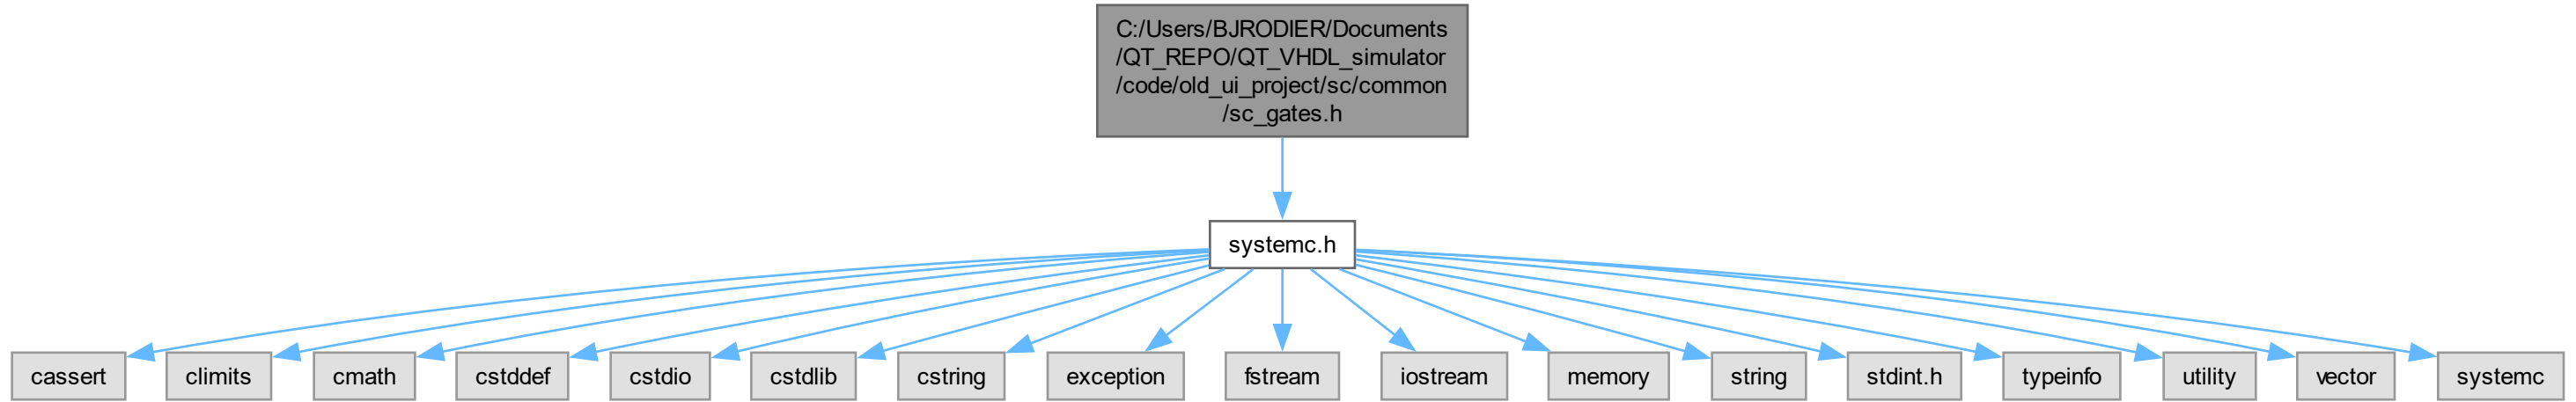 C:/Users/BJRODIER/Documents
/QT_REPO/QT_VHDL_simulator
/code/old_ui_project/sc/common
/sc_gates.h
systemc.h
cassert
climits
cmath
cstddef
cstdio
cstdlib
cstring
exception
fstream
iostream
memory
string
stdint.h
typeinfo
utility
vector
systemc